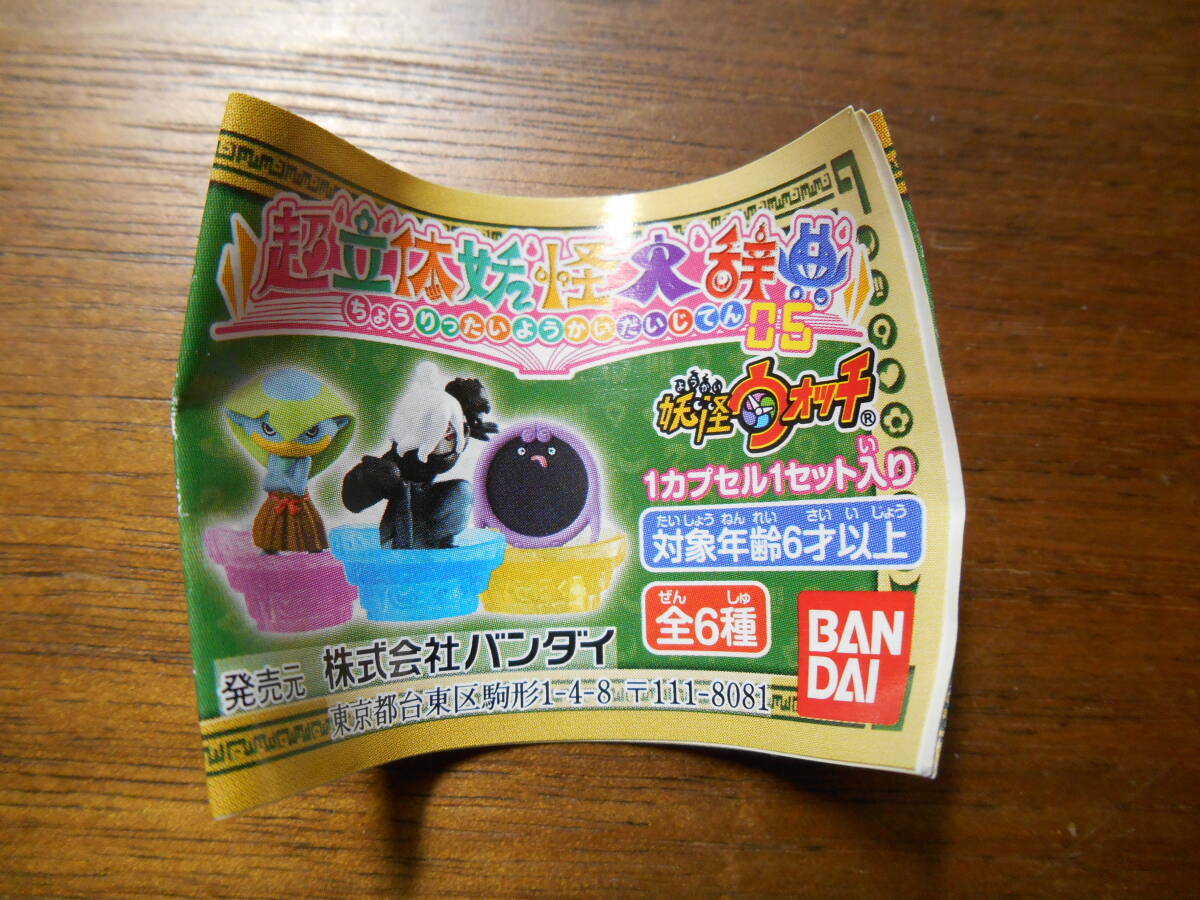 超立体妖怪大辞典
ちょうりったいようかいだいじてん
05
ようかい
妖怪ウォッチ®
い
1カプセル1セット入り
たいしょう ねん れい さい い じょう
対象年齢6才以上
ぜん しゅ
全6種
BAN
DAI
発売元 株式会社バンダイ
東京都台東区駒形1-4-8 〒111-8081